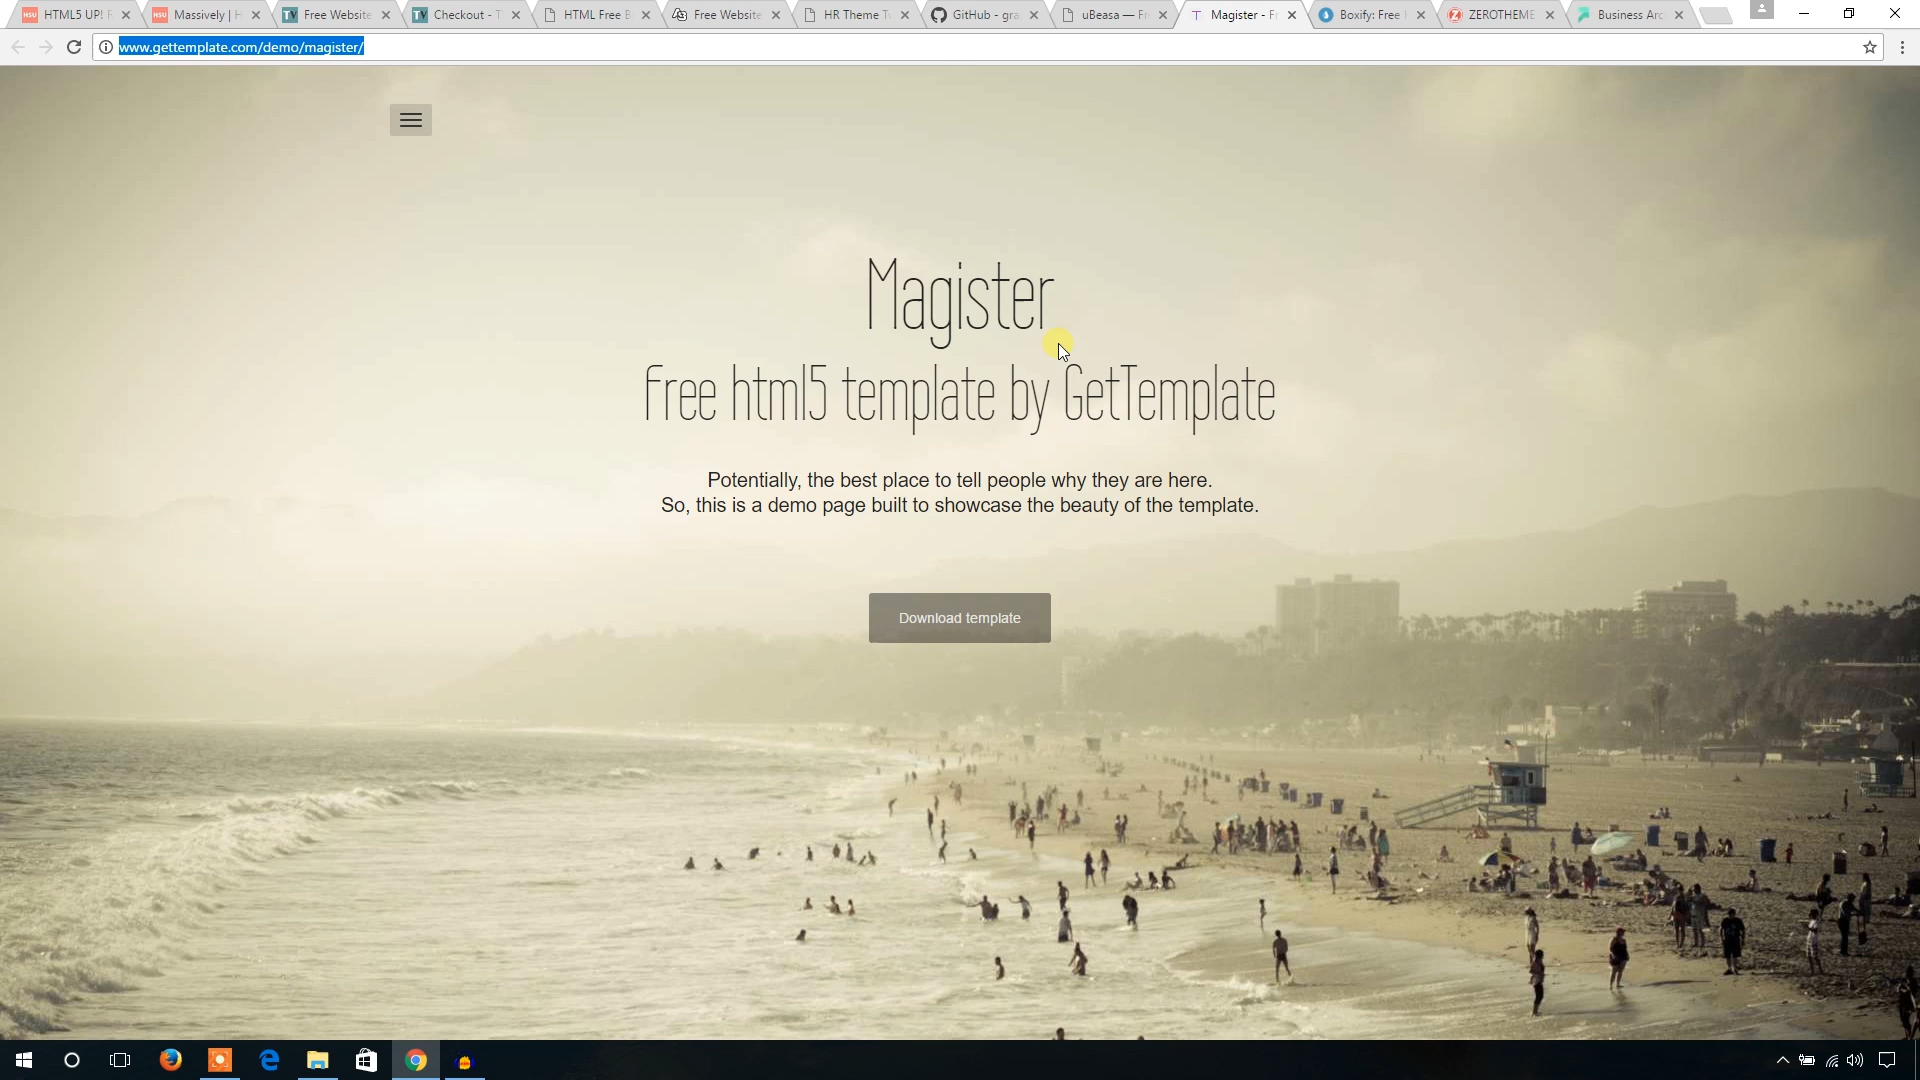 HTML5 UP! F
Massively | H
Free Website
Checkout - T
HTML Free B
Free Website
HR Theme Tw
GitHub - gra
uBeasa — Fr
Magister - Fr
Boxify: Free H
ZEROTHEME
Business Arc
www.gettemplate.com/demo/magister/
Magister
Free html5 template by GetTemplate
Potentially, the best place to tell people why they are here.
So, this is a demo page built to showcase the beauty of the template.
Download template